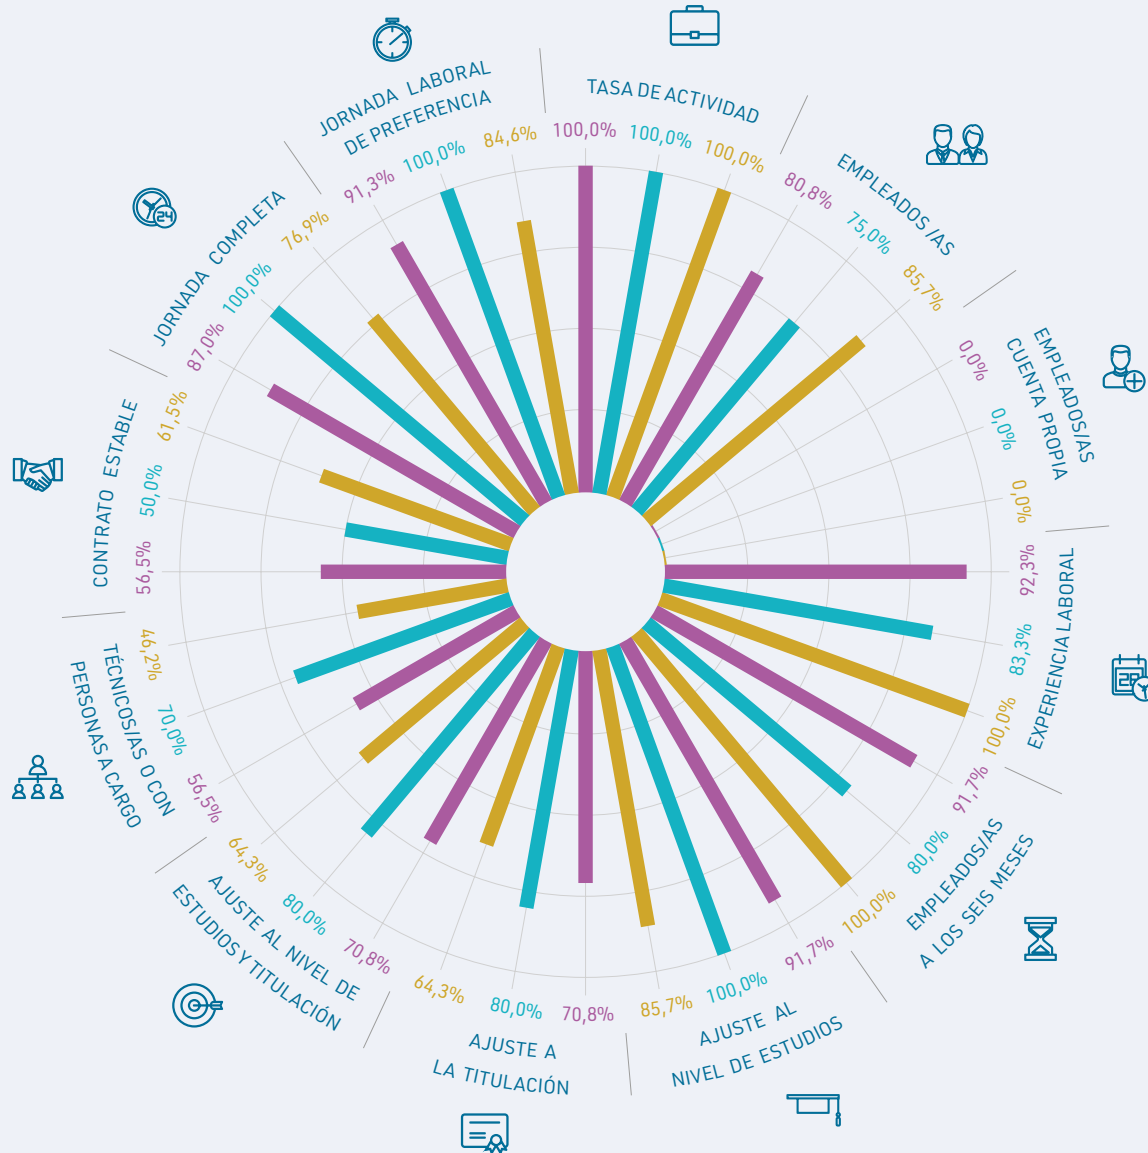 TASA DE ACTIVIDAD
100,0%
100,0%
100,0%
EMPLEADOS /AS
80,8%
75,0%
85,7%
EMPLEADOS/AS
CUENTA PROPIA
0,0%
0,0%
0,0%
EXPERIENCIA LABORAL
92,3%
83,3%
100,0%
EMPLEADOS/AS
A LOS SEIS MESES
91,7%
80,0%
100,0%
AJUSTE AL
NIVEL DE ESTUDIOS
91,7%
100,0%
85,7%
AJUSTE A
LA TITULACIÓN
70,8%
80,0%
64,3%
AJUSTE AL NIVEL DE
ESTUDIOS Y TITULACIÓN
70,8%
80,0%
64,3%
TÉCNICOS/AS O CON
PERSONAS A CARGO
56,5%
70,0%
46,2%
CONTRATO ESTABLE
56,5%
50,0%
61,5%
JORNADA COMPLETA
87,0%
100,0%
76,9%
24
JORNADA LABORAL
DE PREFERENCIA
91,3%
100,0%
84,6%